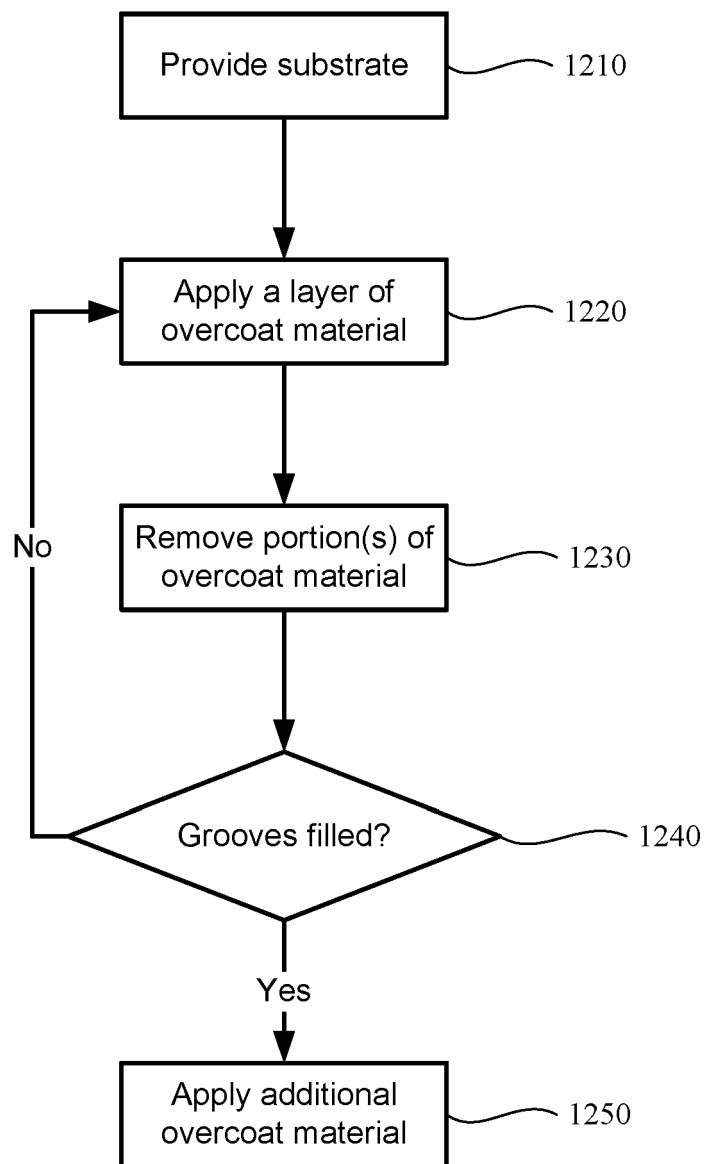 Provide substrate
1210
Apply a layer of
overcoat material
1220
Remove portion(s) of
overcoat material
1230
No
Grooves filled?
1240
Yes
Apply additional
overcoat material
1250